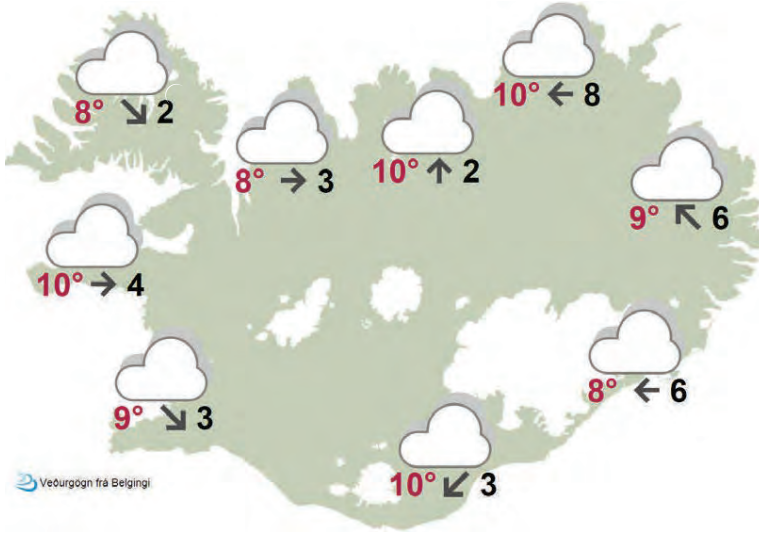 8° ↘ 2
10° ← 8
8° → 3
10° ↑ 2
9° ↖ 6
10° → 4
8° ← 6
9° ↘ 3
10° ↙ 3
Veðurgögn frá Belgingi